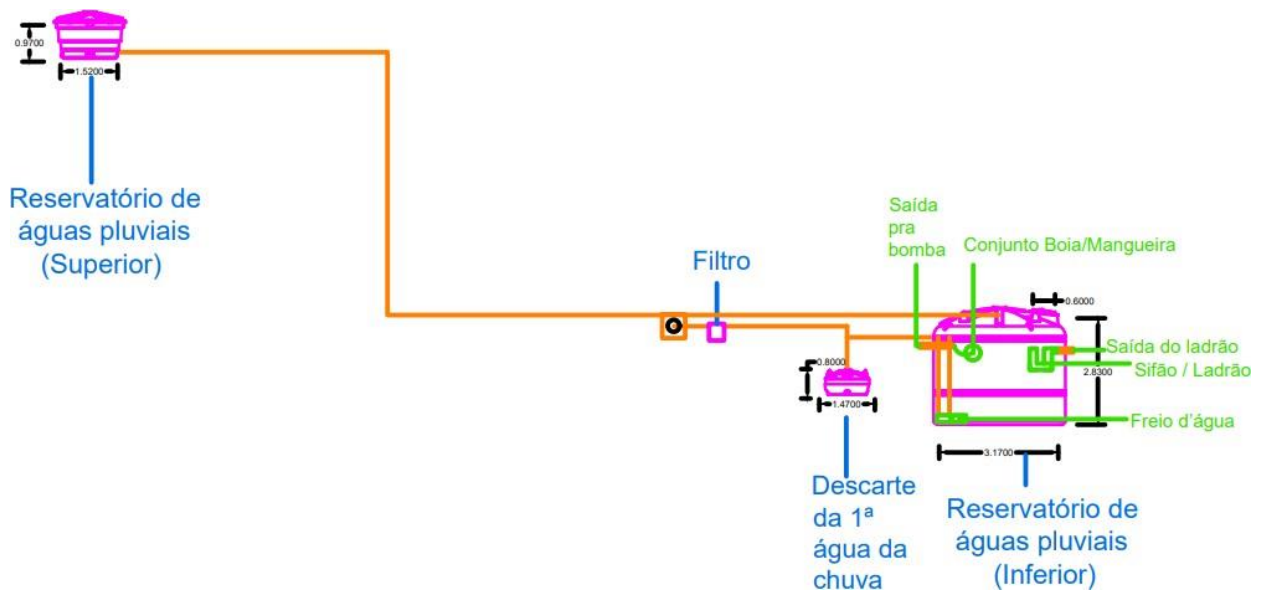 0.9700
1.5200
Reservatório de
águas pluviais
(Superior)
Filtro
Saída
pra
bomba
Conjunto Boia/Mangueira
0.6000
Saída do ladrão
Sifão / Ladrão
2.8300
Freio d'água
0.8000
1.4700
3.1700
Descarte
da 1ª
água da
chuva
Reservatório de
águas pluviais
(Inferior)